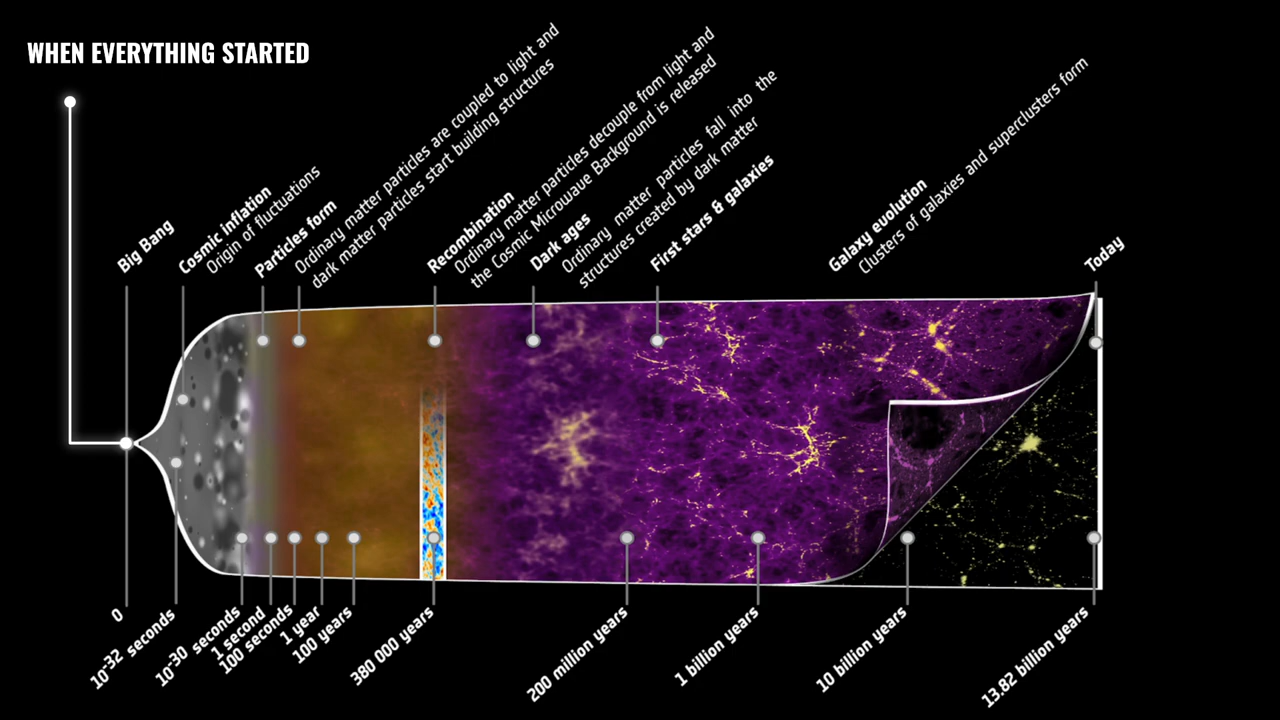 WHEN EVERYTHING STARTED
Big Bang
Cosmic inflation
Origin of fluctuations
Particles form
Ordinary matter particles are coupled to light and
dark matter particles start building structures
Recombination
Ordinary matter particles decouple from light and
the Cosmic Microwave Background is released
Dark ages
Ordinary matter particles fall into the
structures created by dark matter
First stars & galaxies
Galaxy evolution
Clusters of galaxies and superclusters form
Today
0
10-32 seconds
10-30 seconds
1 second
100 seconds
1 year
100 years
380 000 years
200 million years
1 billion years
10 billion years
13.82 billion years